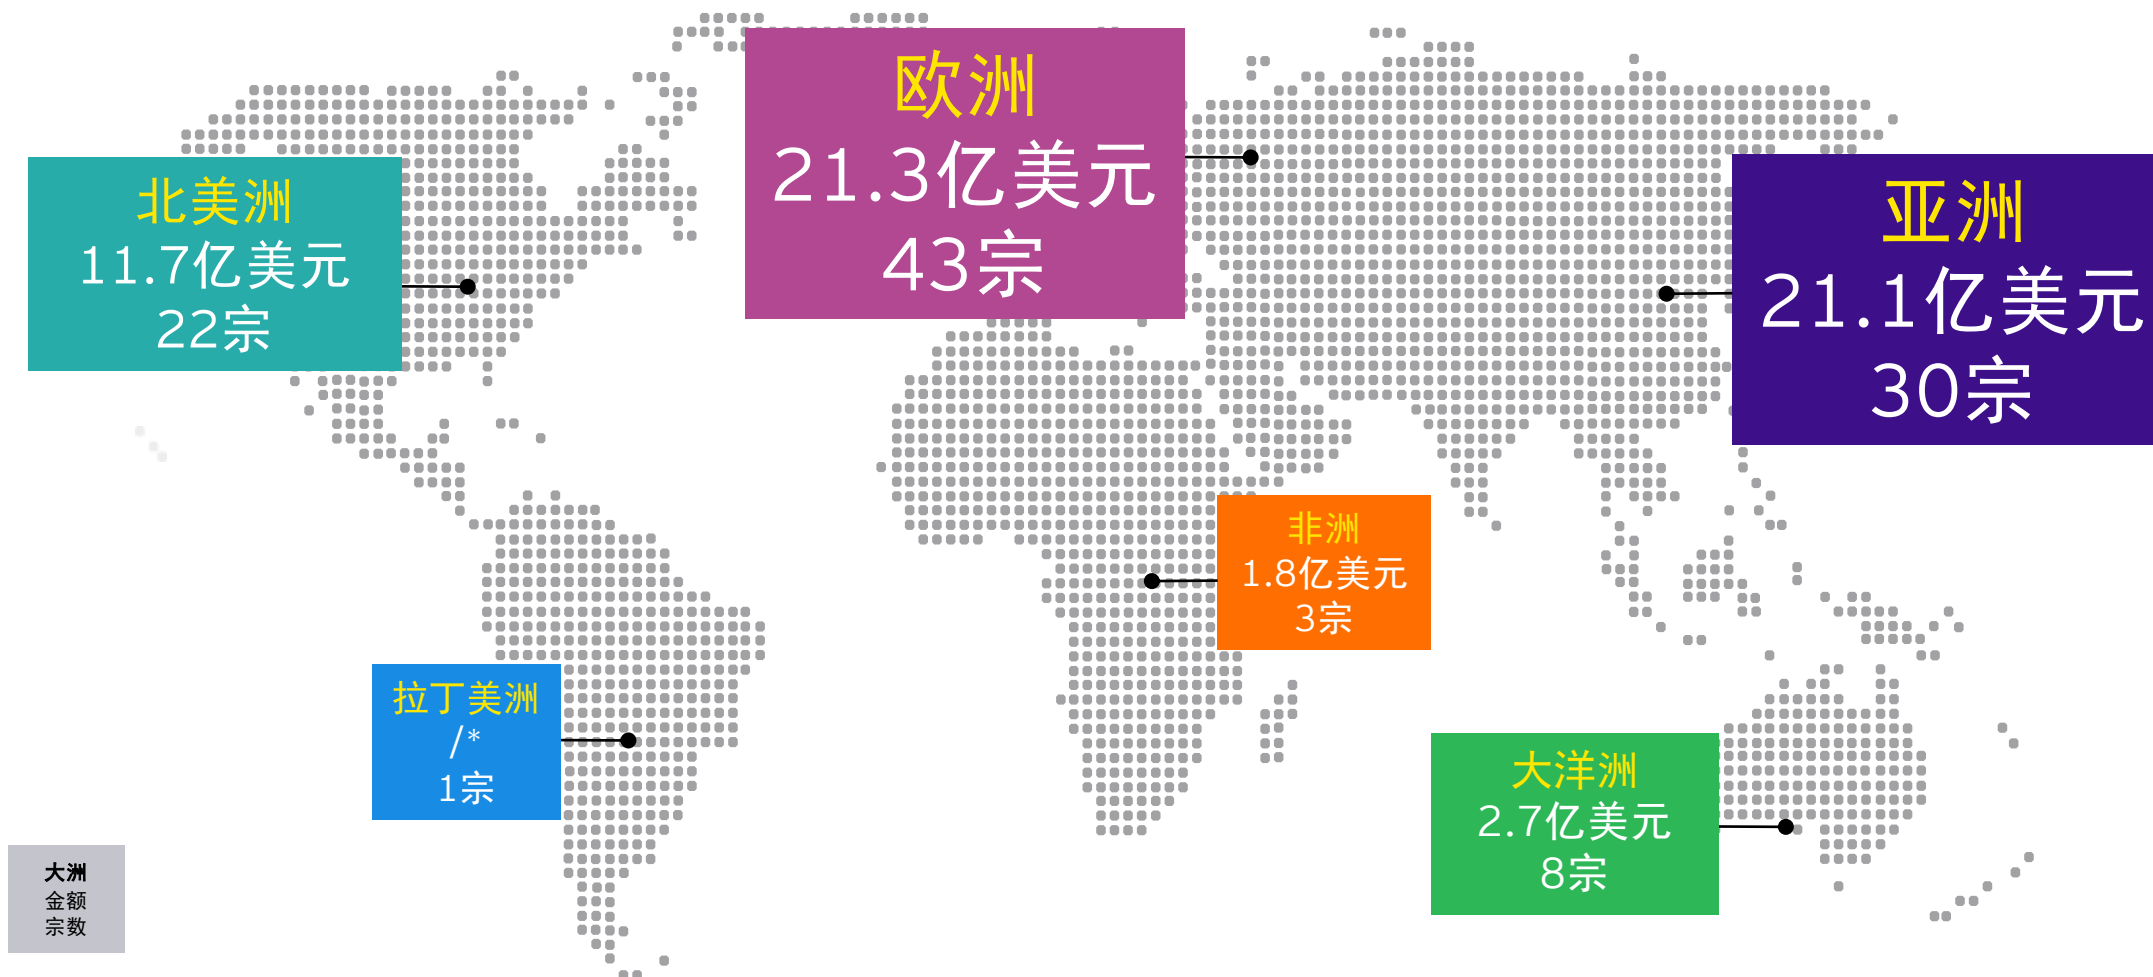 欧洲
21.3亿美元
43宗
北美洲
11.7亿美元
22宗
亚洲
21.1亿美元
30宗
非洲
1.8亿美元
3宗
拉丁美洲
/*
1宗
大洋洲
2.7亿美元
8宗
大洲
金额
宗数